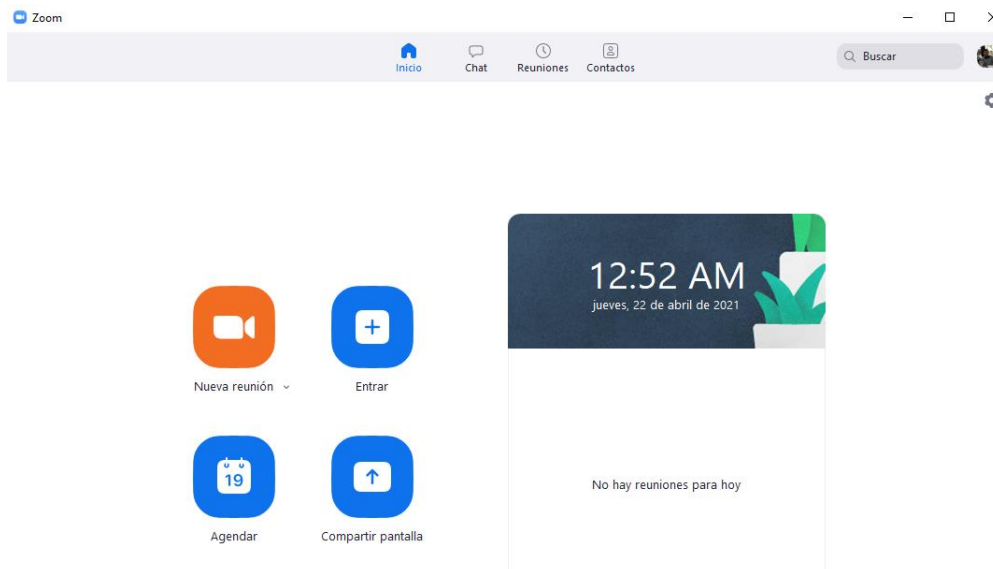 Zoom
Inicio Chat Reuniones Contactos
Buscar
12:52 AM
jueves, 22 de abril de 2021
Nueva reunión
Entrar
19
Agendar
Compartir pantalla
No hay reuniones para hoy